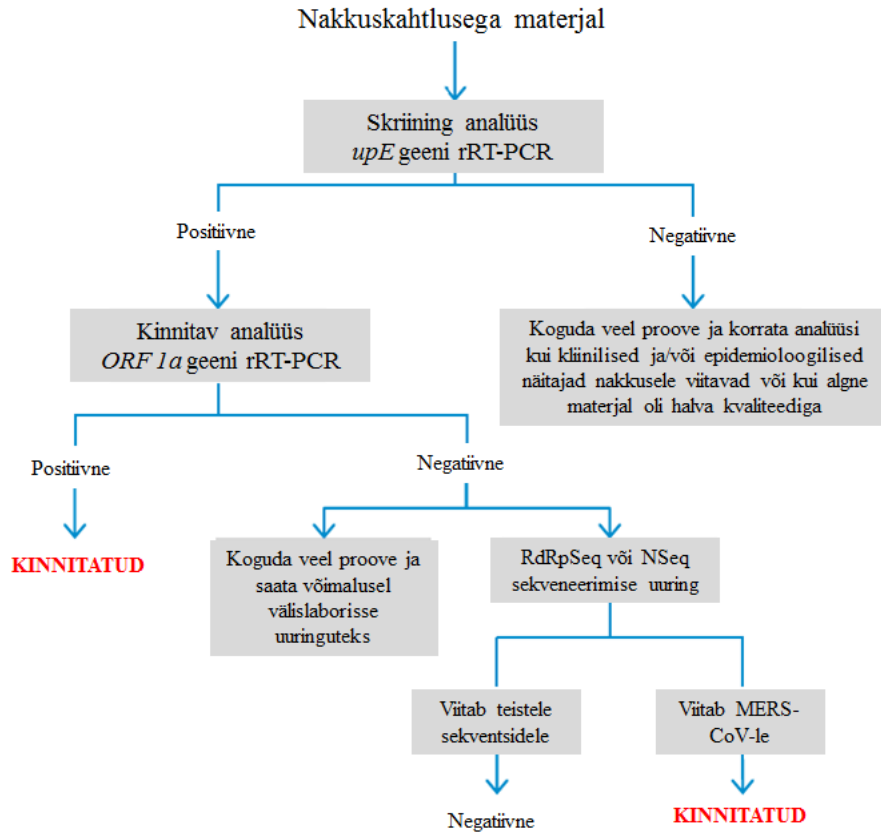 Nakkuskahtlusega materjal
Skriining analüüs
upE geeni rRT-PCR
Positiivne
Negatiivne
Kinnitav analüüs
ORF 1a geeni rRT-PCR
Koguda veel proove ja korrata analüüsi
kui kliinilised ja/või epidemioloogilised
näitajad nakkusele viitavad või kui algne
materjal oli halva kvaliteediga
Positiivne
Negatiivne
KINNITATUD
Koguda veel proove ja
saata võimalusel
välislaborisse
uuringuteks
RdRpSeq või NSeq
sekveneerimise uuring
Viitab teistele
sekventsidele
Viitab MERS-
CoV-le
Negatiivne
KINNITATUD